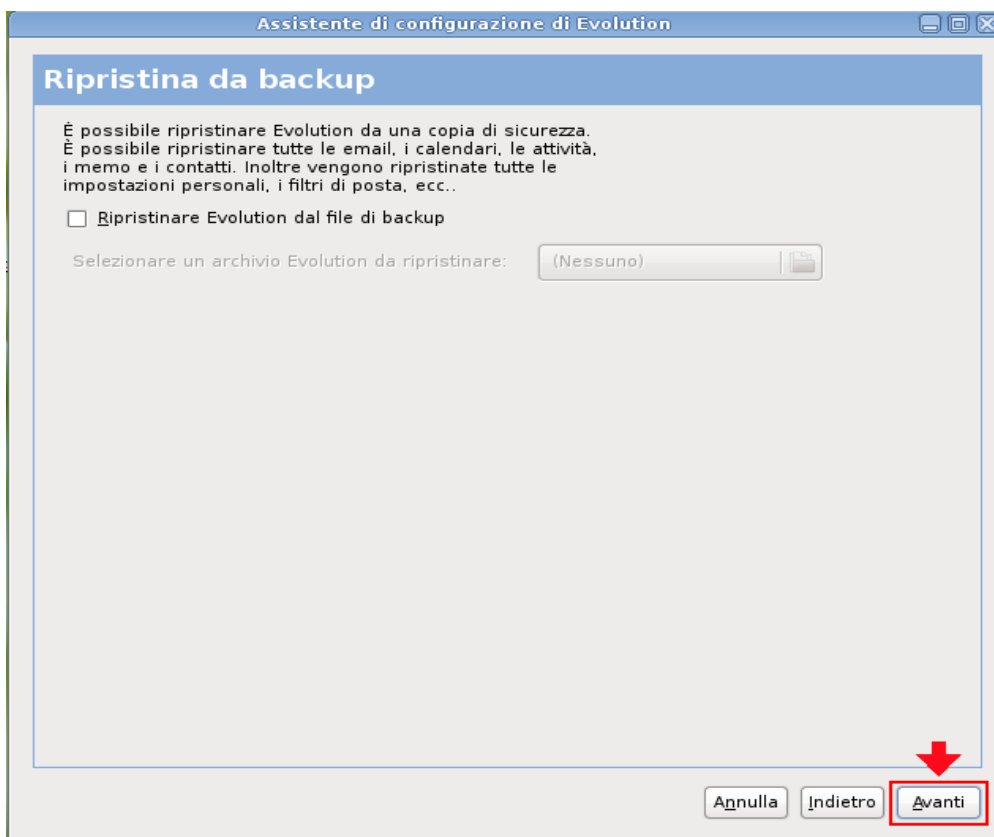 Assistente di configurazione di Evolution
Ripristina da backup
È possibile ripristinare Evolution da una copia di sicurezza.
È possibile ripristinare tutte le email, i calendari, le attività,
i memo e i contatti. Inoltre vengono ripristinate tutte le
impostazioni personali, i filtri di posta, ecc..
Ripristinare Evolution dal file di backup
Selezionare un archivio Evolution da ripristinare: (Nessuno)
Annulla Indietro Avanti